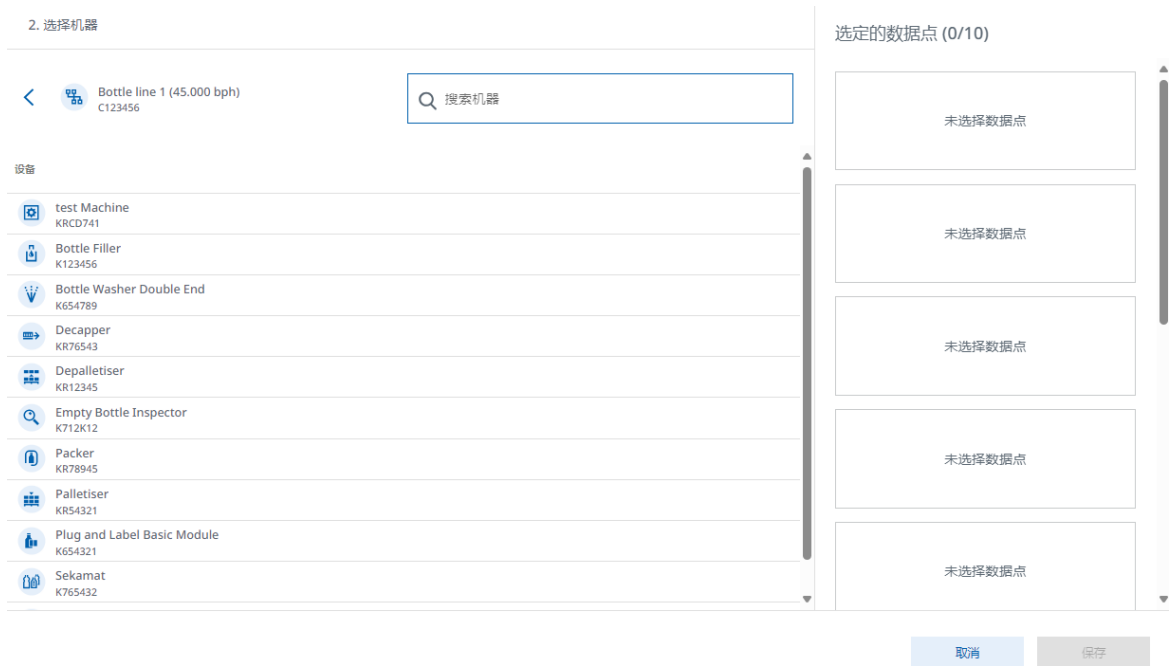 2. 选择机器
Bottle line 1 (45.000 bph)
C123456
搜索机器
设备
test Machine
KRCD741
Bottle Filler
K123456
Bottle Washer Double End
K654789
Decapper
KR76543
Depalletiser
KR12345
Empty Bottle Inspector
K712K12
Packer
KR78945
Palletiser
KR54321
Plug and Label Basic Module
K654321
Sekamat
K765432
选定的数据点 (0/10)
未选择数据点
未选择数据点
未选择数据点
未选择数据点
未选择数据点
取消
保存